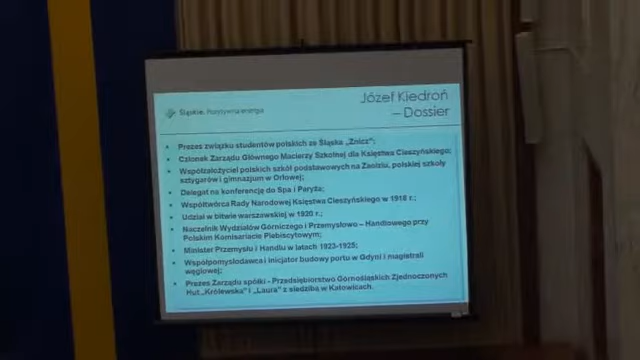 Śląskie. Pozytywna energia
Józef Kiedroń
– Dossier
Prezes związku studentów polskich ze Śląska „Znicz";
Członek Zarządu Głównego Macierzy Szkolnej dla Księstwa Cieszyńskiego;
Współzałożyciel polskich szkół podstawowych na Zaolziu, polskiej szkoły
sztygarów i gimnazjum w Orłowej;
Delegat na konferencję do Spa i Paryża;
Współtwórca Rady Narodowej Księstwa Cieszyńskiego w 1918 r.;
Udział w bitwie warszawskiej w 1920 r.;
Naczelnik Wydziałów Górniczego i Przemysłowo – Handlowego przy
Polskim Komisariacie Plebiscytowym;
Minister Przemysłu i Handlu w latach 1923-1925;
Współpomysłodawca i inicjator budowy portu w Gdyni i magistrali
węglowej;
Prezes Zarządu spółki - Przedsiębiorstwo Górnośląskich Zjednoczonych
Hut „Królewska" i „Laura" z siedzibą w Katowicach.